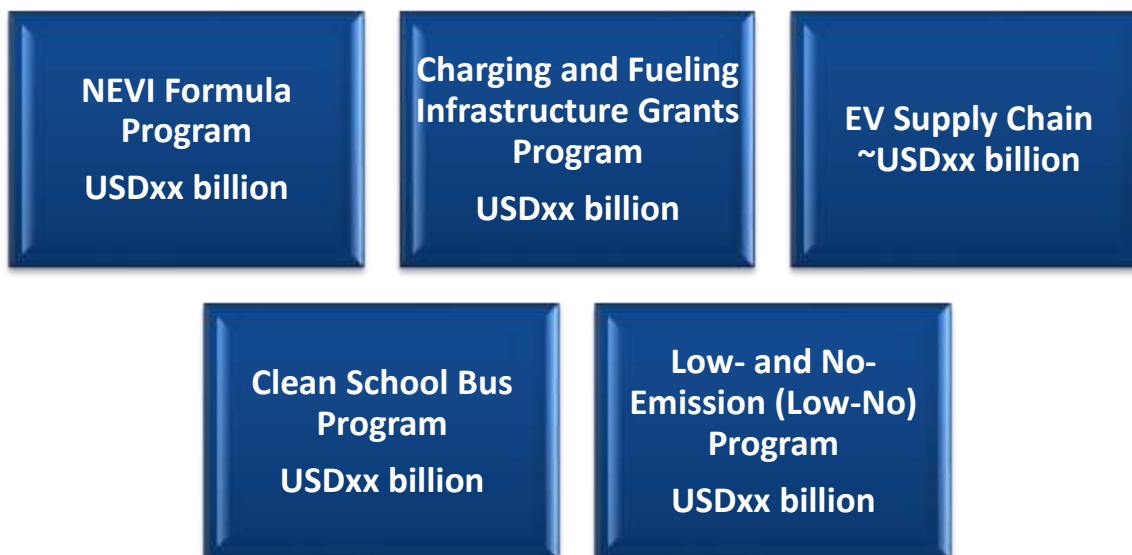 NEVI Formula
Program
USDxx billion
Charging and Fueling
Infrastructure Grants
Program
USDxx billion
EV Supply Chain
~USDxx billion
Clean School Bus
Program
USDxx billion
Low- and No-
Emission (Low-No)
Program
USDxx billion